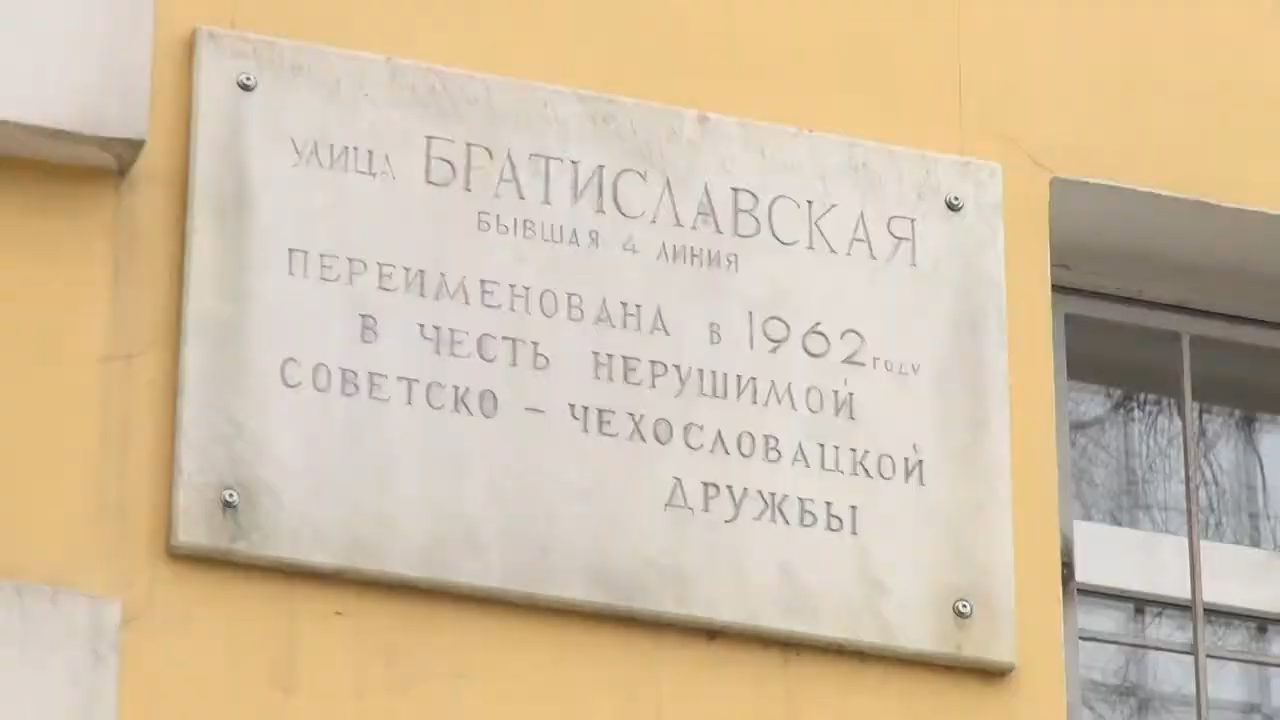 УЛИЦА БРАТИСЛАВСКАЯ
БЫВШАЯ 4 ЛИНИЯ
ПЕРЕИМЕНОВАНА В 1962 ГОДУ
В ЧЕСТЬ НЕРУШИМОЙ
СОВЕТСКО - ЧЕХОСЛОВАЦКОЙ
ДРУЖБЫ